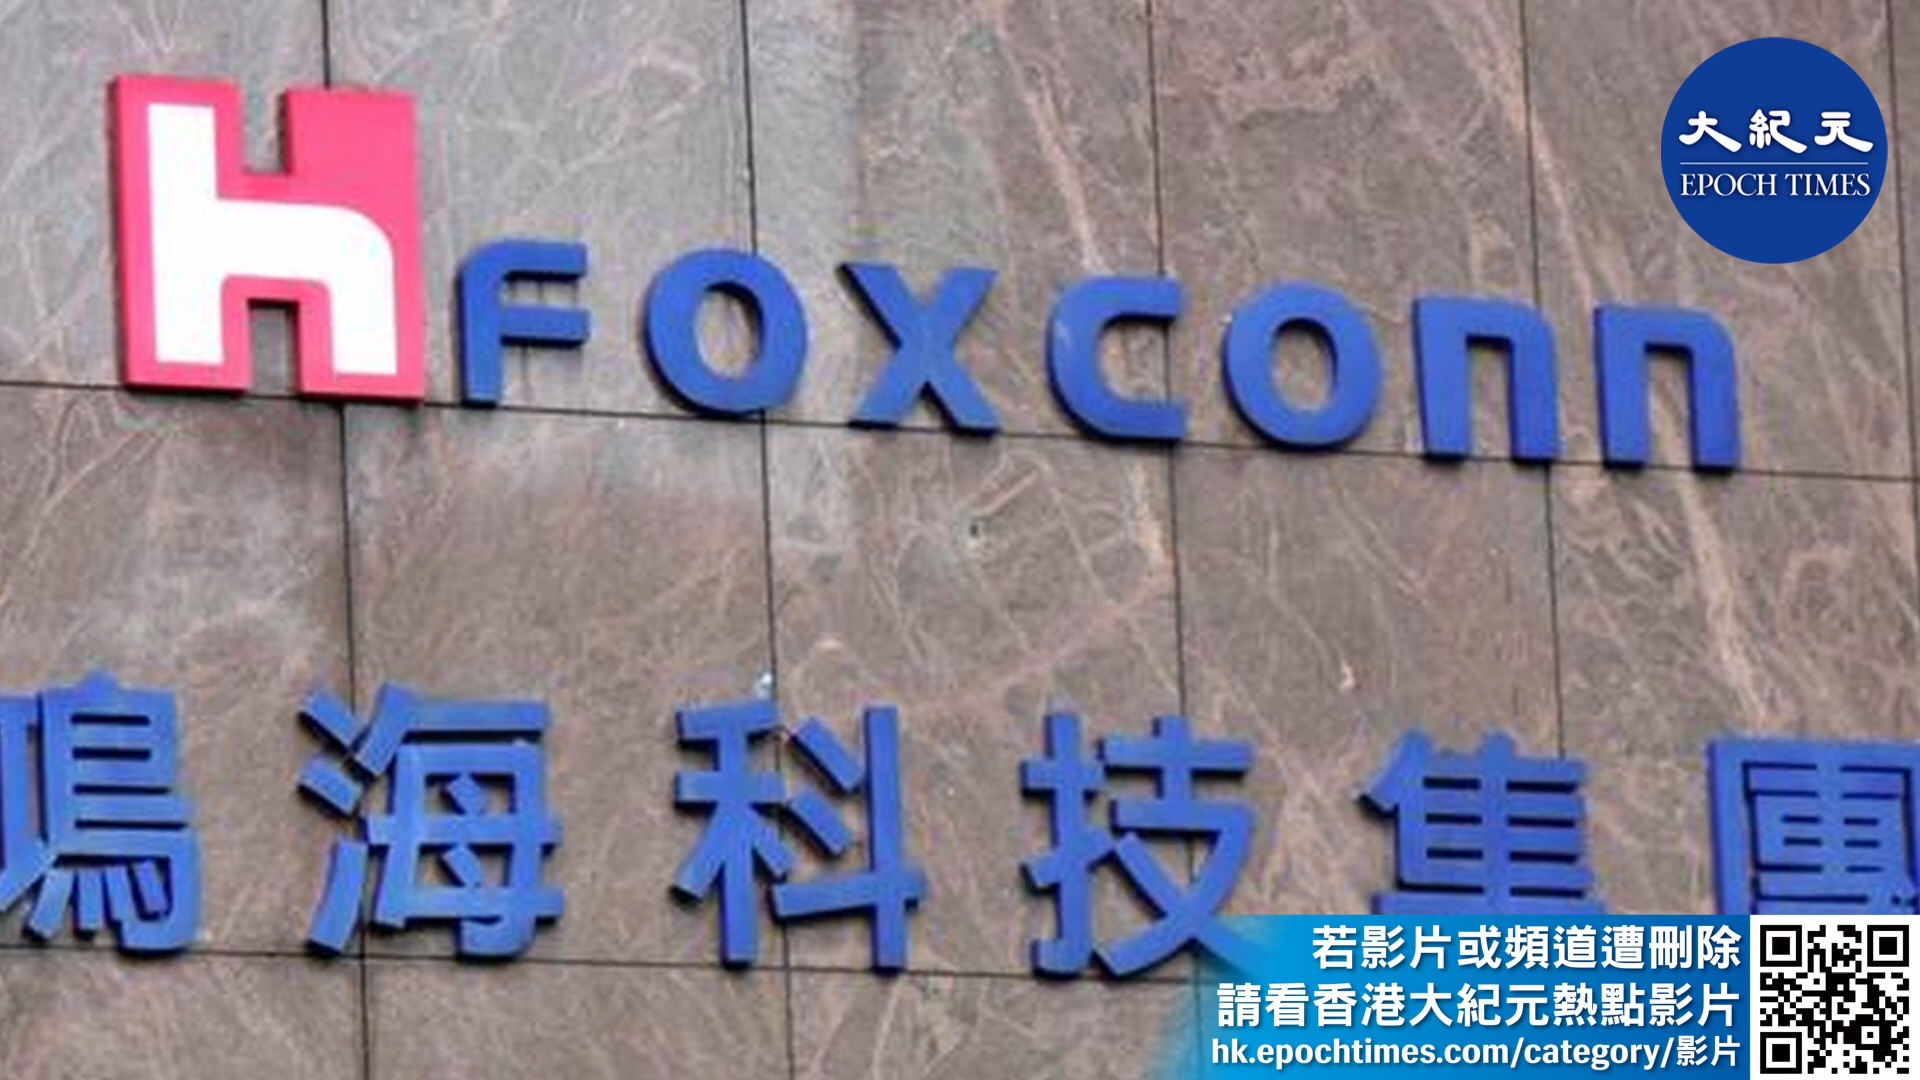 大紀元
EPOCH TIMES
FOXCONN
鴻海科技集團
若影片或頻道遭刪除
請看香港大紀元熱點影片
hk.epochtimes.com/category/影片